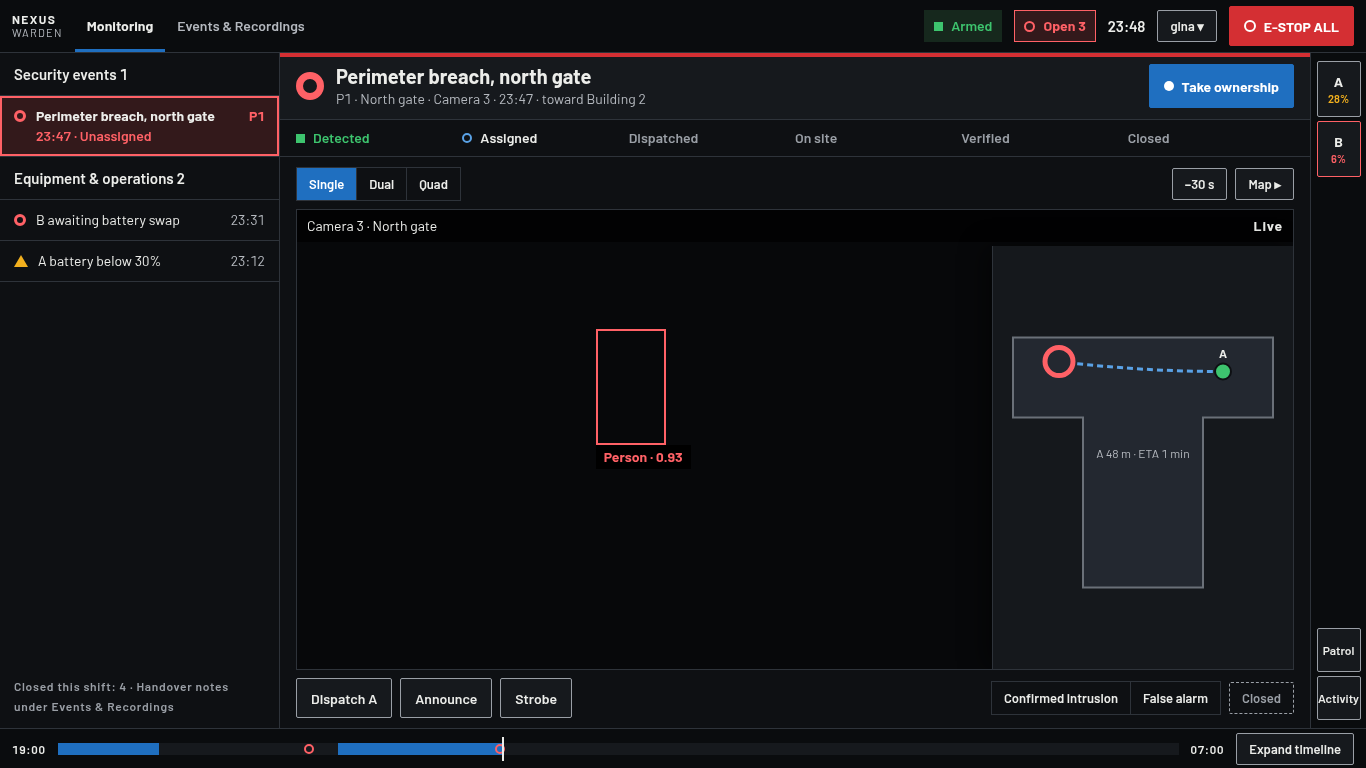 NEXUS
WARDEN
Monitoring
Events & Recordings
Armed
Open 3
23:48
gina ▾
E-STOP ALL
Security events 1
Perimeter breach, north gate
P1
23:47 · Unassigned
Equipment & operations 2
B awaiting battery swap
23:31
A battery below 30%
23:12
Closed this shift: 4 · Handover notes
under Events & Recordings
Perimeter breach, north gate
P1 · North gate · Camera 3 · 23:47 · toward Building 2
Take ownership
Detected
Assigned
Dispatched
On site
Verified
Closed
Single
Dual
Quad
−30 s
Map ▸
Camera 3 · North gate
Live
Person · 0.93
A
A 48 m · ETA 1 min
Dispatch A
Announce
Strobe
Confirmed intrusion
False alarm
Closed
A
28%
B
6%
Patrol
Activity
19:00
07:00
Expand timeline